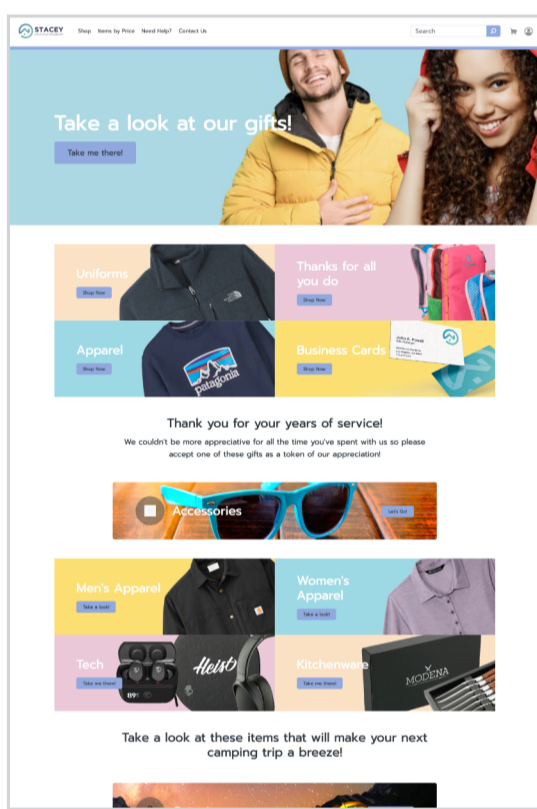 STACEY
Shop Items by Price Need Help? Contact Us
Search
Take a look at our gifts!
Take me there!
Uniforms
Shop Now
THE NORTH FACE
Thanks for all
you do
Shop Now
Apparel
Shop Now
patagonia
Business Cards
Shop Now
Thank you for your years of service!
We couldn't be more appreciative for all the time you've spent with us so please
accept one of these gifts as a token of our appreciation!
Accessories
Let's Go!
Men's Apparel
Take a look!
Women's
Apparel
Take a look!
Tech
Take me there!
Heist
Kitchenware
Take me there!
MODENA
Take a look at these items that will make your next
camping trip a breeze!